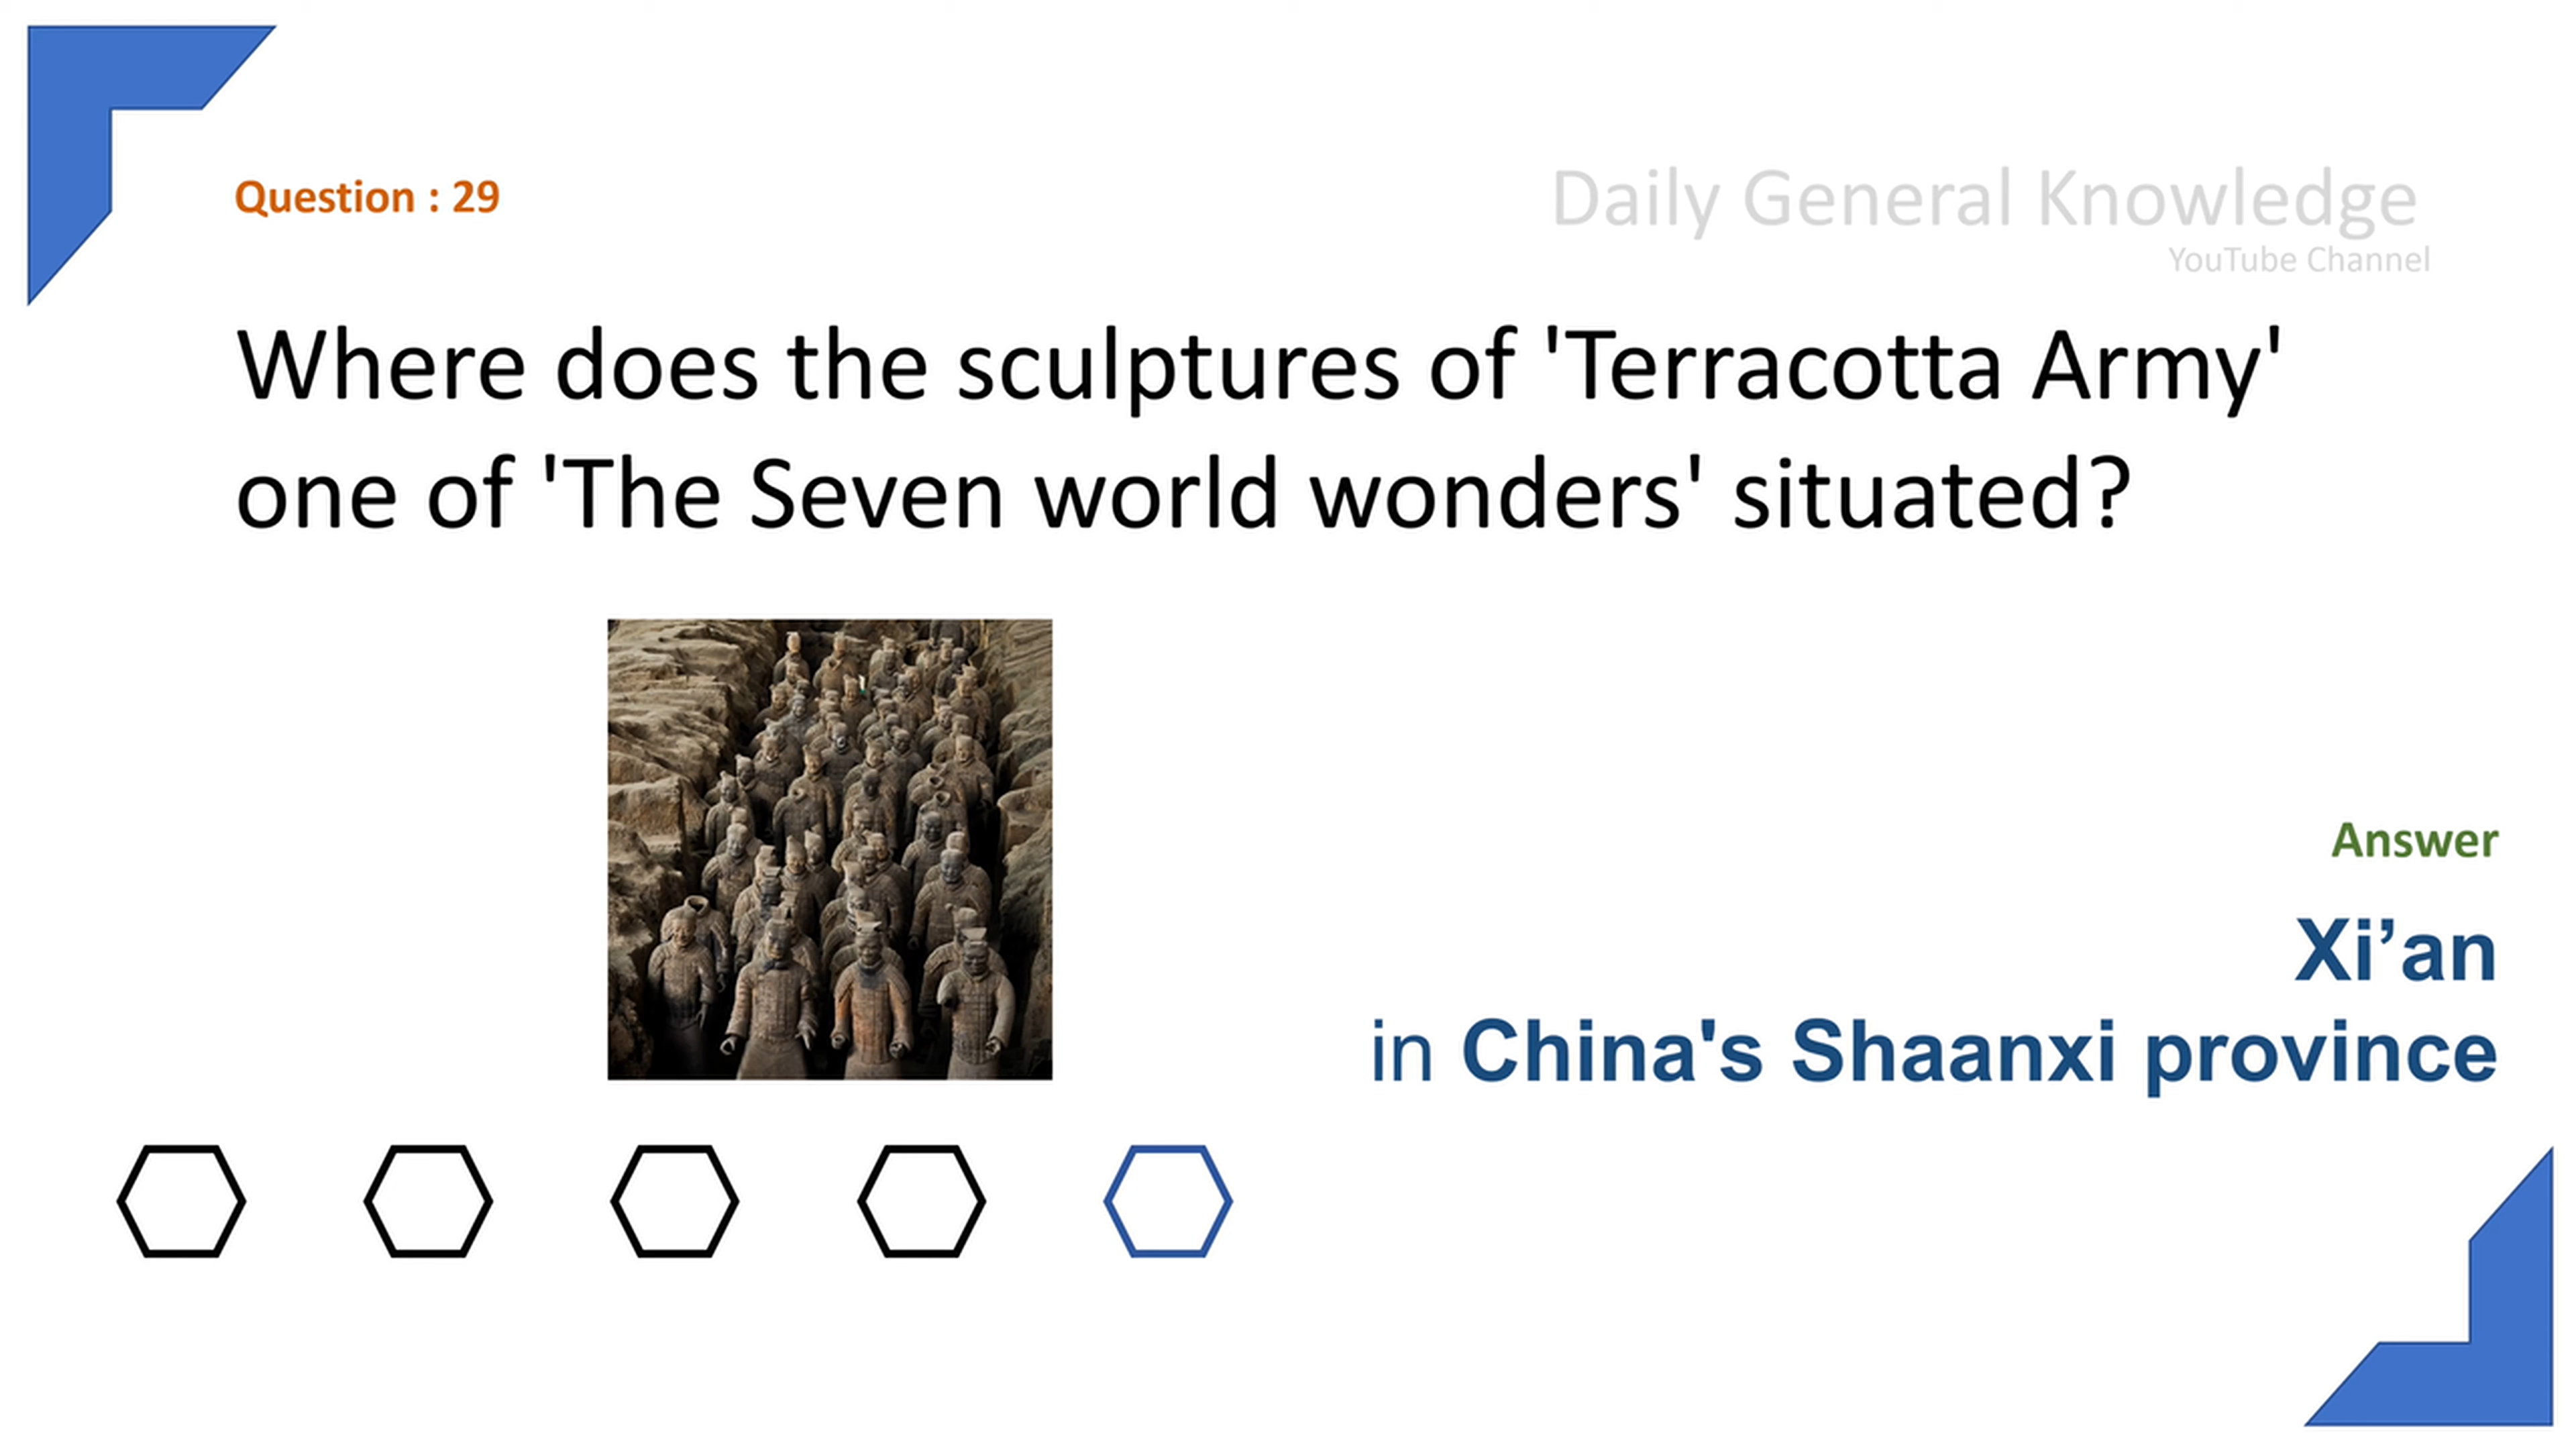 Question : 29
Daily General Knowledge
YouTube Channel
Where does the sculptures of 'Terracotta Army'
one of 'The Seven world wonders' situated?
Answer
Xi’an
in China's Shaanxi province